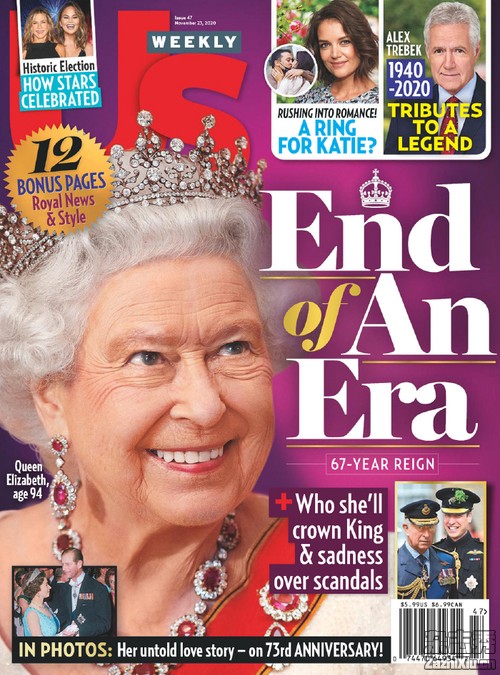 Us
WEEKLY
Issue 47
November 23, 2020
Historic Election
HOW STARS
CELEBRATED
RUSHING INTO ROMANCE!
A RING
FOR KATIE?
ALEX
TREBEK
1940
-2020
TRIBUTES
TO A
LEGEND
12
BONUS PAGES
Royal News
& Style
End
of An
Era
67-YEAR REIGN
Queen
Elizabeth,
age 94
+ Who she'll
crown King
& sadness
over scandals
IN PHOTOS: Her untold love story – on 73rd ANNIVERSARY!
$5.99US $6.99CAN
47>
ZazhiXiu.cn